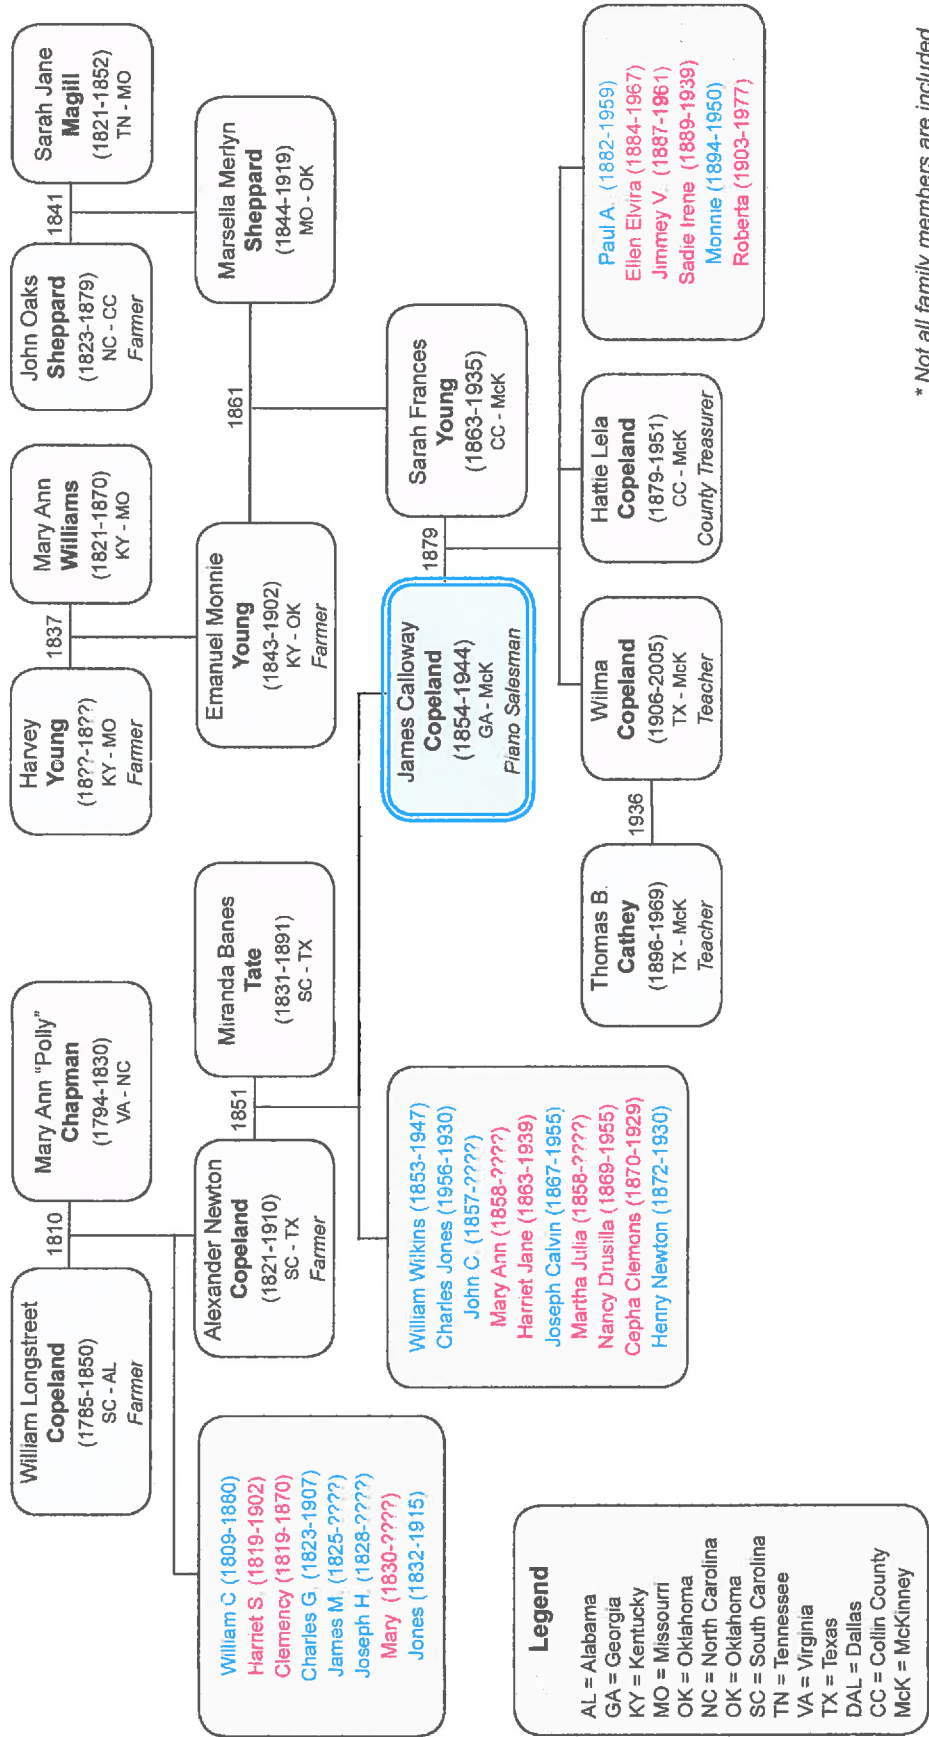 William Longstreet
Copeland
(1785-1850)
SC - AL
Farmer
1810
Mary Ann "Polly"
Chapman
(1794-1830)
VA - NC
Harvey
Young
(18??-18??)
KY - MO
Farmer
1837
Mary Ann
Williams
(1821-1870)
KY - MO
John Oaks
Sheppard
(1823-1879)
NC - CC
Farmer
1841
Sarah Jane
Magill
(1821-1852)
TN - MO
William C (1809-1880)
Harriet S. (1819-1902)
Clemency (1819-1870)
Charles G. (1823-1907)
James M. (1825-????)
Joseph H. (1828-????)
Mary (1830-????)
Jones (1832-1915)
Alexander Newton
Copeland
(1821-1910)
SC - TX
Farmer
1851
Miranda Banes
Tate
(1831-1891)
SC - TX
Emanuel Monnie
Young
(1843-1902)
KY - OK
Farmer
1861
Marsella Merlyn
Sheppard
(1844-1919)
MO - OK
William Wilkins (1853-1947)
Charles Jones (1956-1930)
John C. (1857-????)
Mary Ann (1858-????)
Harriet Jane (1863-1939)
Joseph Calvin (1867-1955)
Martha Julia (1858-????)
Nancy Drusilla (1869-1955)
Cepha Clemons (1870-1929)
Henry Newton (1872-1930)
James Calloway
Copeland
(1854-1944)
GA - McK
Piano Salesman
1879
Sarah Frances
Young
(1863-1935)
CC - McK
Thomas B.
Cathey
(1896-1969)
TX - McK
Teacher
1936
Wilma
Copeland
(1906-2005)
TX - McK
Teacher
Hattie Lela
Copeland
(1879-1951)
CC - McK
County Treasurer
Paul A. (1882-1959)
Ellen Elvira (1884-1967)
Jimmey V. (1887-1961)
Sadie Irene (1889-1939)
Monnie (1894-1950)
Roberta (1903-1977)
Legend
AL = Alabama
GA = Georgia
KY = Kentucky
MO = Missourri
OK = Oklahoma
NC = North Carolina
OK = Oklahoma
SC = South Carolina
TN = Tennessee
VA = Virginia
TX = Texas
DAL = Dallas
CC = Collin County
McK = McKinney
* Not all family members are included